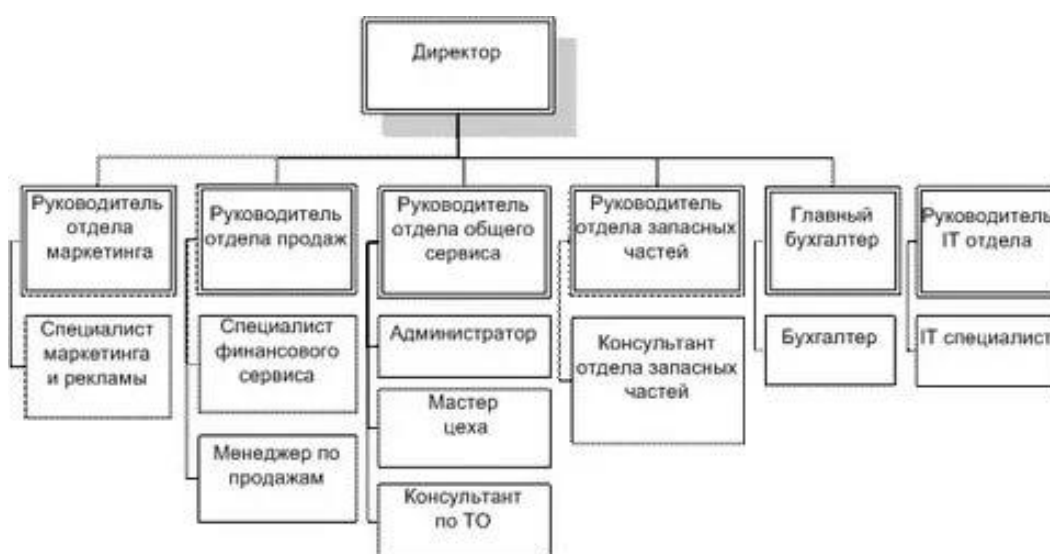 Директор
Руководитель
отдела
маркетинга
Руководитель
отдела продаж
Руководитель
отдела общего
сервиса
Руководитель
отдела запасных
частей
Главный
бухгалтер
Руководитель
IT отдела
Специалист
маркетинга
и рекламы
Специалист
финансового
сервиса
Администратор
Консультант
отдела запасных
частей
Бухгалтер
IT специалист
Мастер
цеха
Менеджер по
продажам
Консультант
по ТО